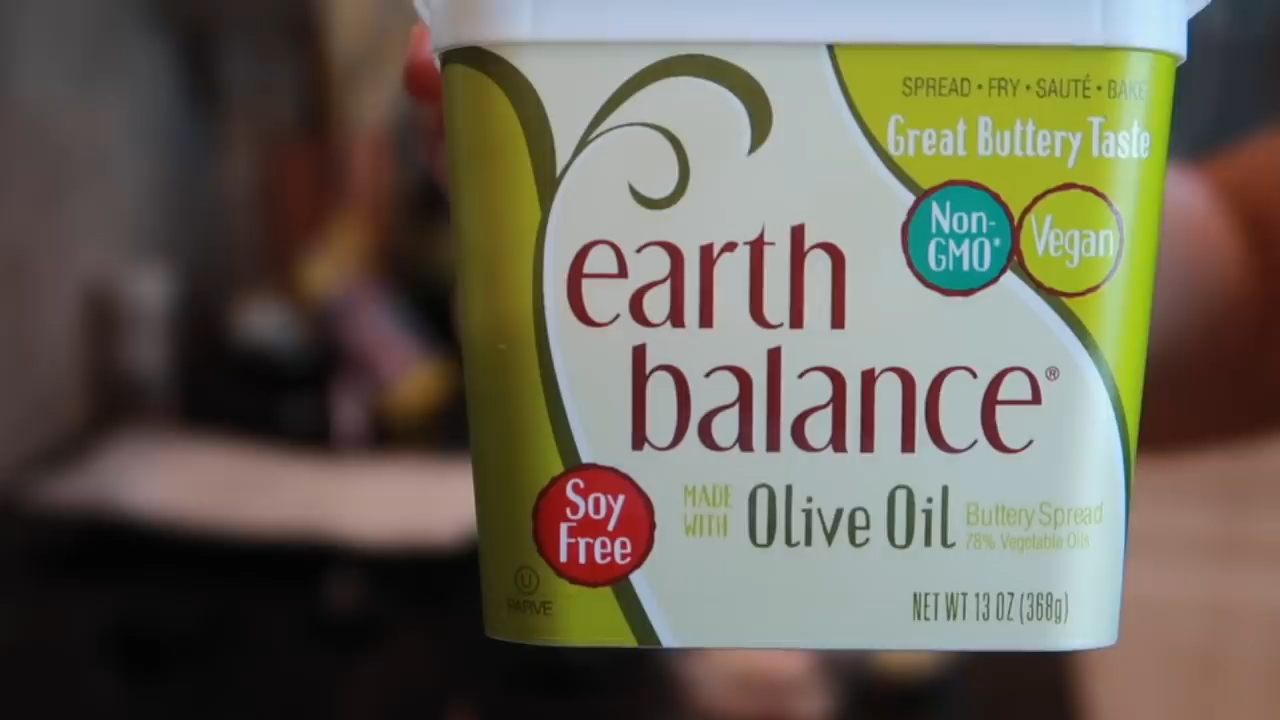 SPREAD • FRY • SAUTÉ • BAKE
Great Buttery Taste
Non-
GMO*
Vegan
earth
balance®
Soy
Free
MADE
WITH
Olive Oil
Buttery Spread
78% Vegetable Oils
U
PARVE
NET WT 13 OZ (368g)